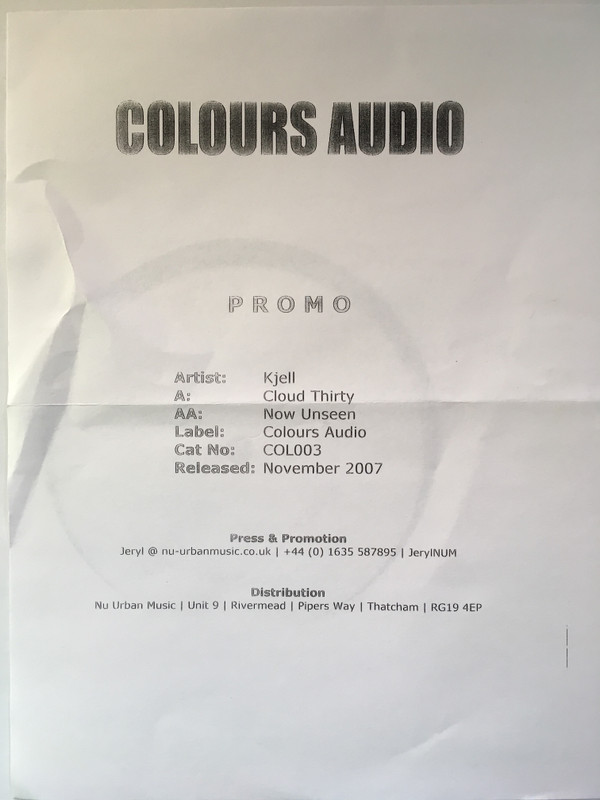 COLOURS AUDIO
PROMO
Artist: Kjell
A: Cloud Thirty
AA: Now Unseen
Label: Colours Audio
Cat No: COL003
Released: November 2007
Press & Promotion
Jeryl @ nu-urbanmusic.co.uk | +44 (0) 1635 587895 | JerylNUM
Distribution
Nu Urban Music | Unit 9 | Rivermead | Pipers Way | Thatcham | RG19 4EP